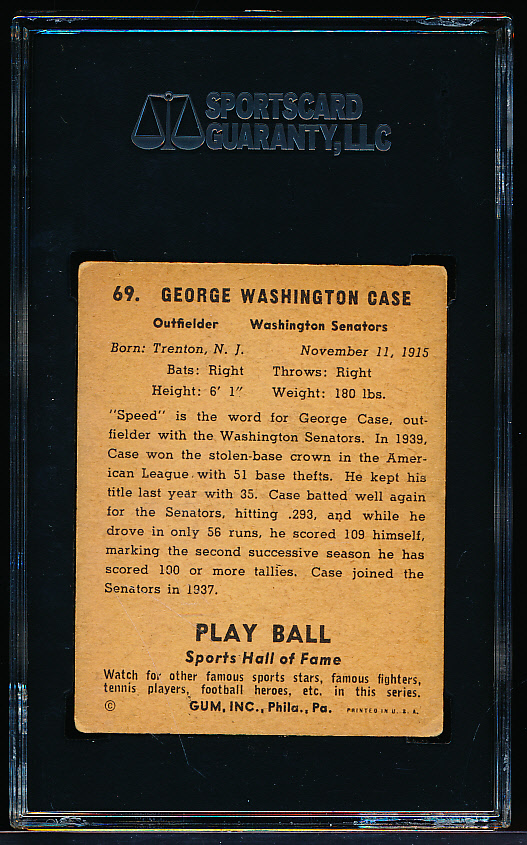 SPORTSCARD
GUARANTY, LLC
69. GEORGE WASHINGTON CASE
Outfielder Washington Senators
Born: Trenton, N. J. November 11, 1915
Bats: Right Throws: Right
Height: 6' 1" Weight: 180 lbs.
"Speed" is the word for George Case, out-
fielder with the Washington Senators. In 1939,
Case won the stolen-base crown in the Amer-
ican League with 51 base thefts. He kept his
title last year with 35. Case batted well again
for the Senators, hitting .293, and while he
drove in only 56 runs, he scored 109 himself,
marking the second successive season he has
scored 100 or more tallies. Case joined the
Senators in 1937.
PLAY BALL
Sports Hall of Fame
Watch for other famous sports stars, famous fighters,
tennis players, football heroes, etc. in this series.
© GUM, INC., Phila., Pa. PRINTED IN U. S. A.